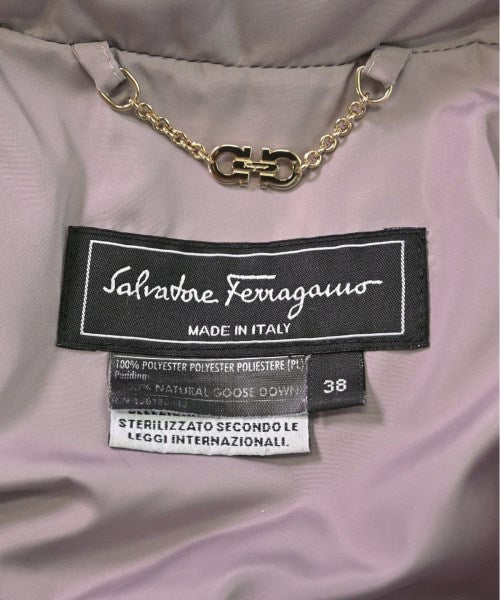 Salvatore Ferragamo
MADE IN ITALY
100% POLYESTER POLYESTER POLIESTERE (PL)
Padding:
NATURAL GOOSE DOWN
38
STERILIZZATO SECONDO LE
LEGGI INTERNAZIONALI.